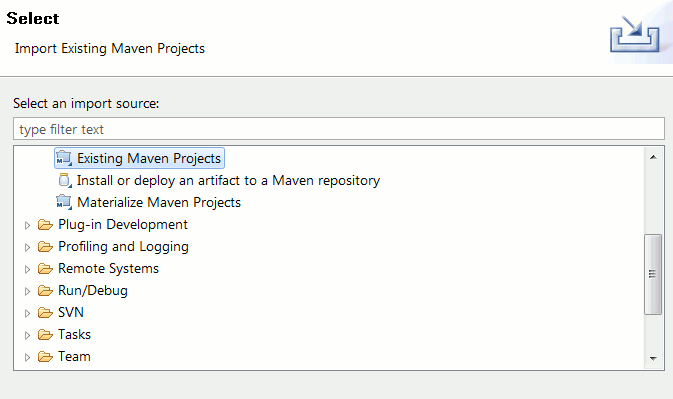 Select
Import Existing Maven Projects
Select an import source:
type filter text
Existing Maven Projects
Install or deploy an artifact to a Maven repository
Materialize Maven Projects
Plug-in Development
Profiling and Logging
Remote Systems
Run/Debug
SVN
Tasks
Team